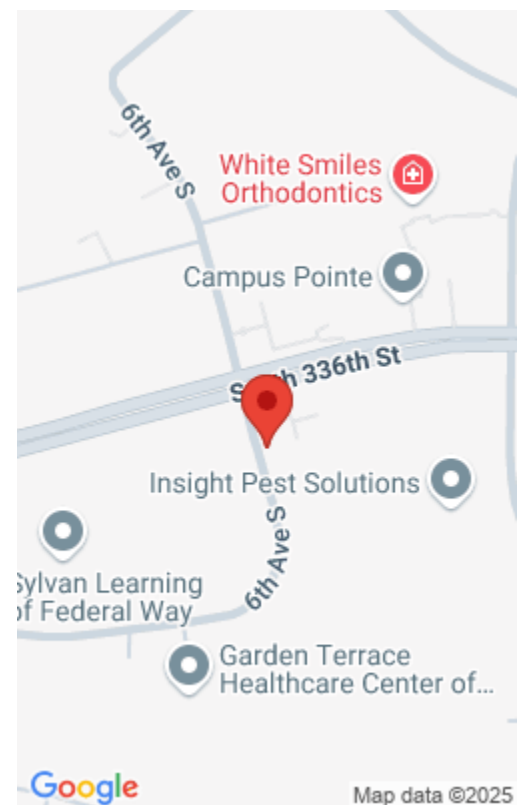 6th Ave S
White Smiles
Orthodontics
Campus Pointe
South 336th St
Insight Pest Solutions
6th Ave S
Sylvan Learning
of Federal Way
Garden Terrace
Healthcare Center of...
Google
Map data ©2025